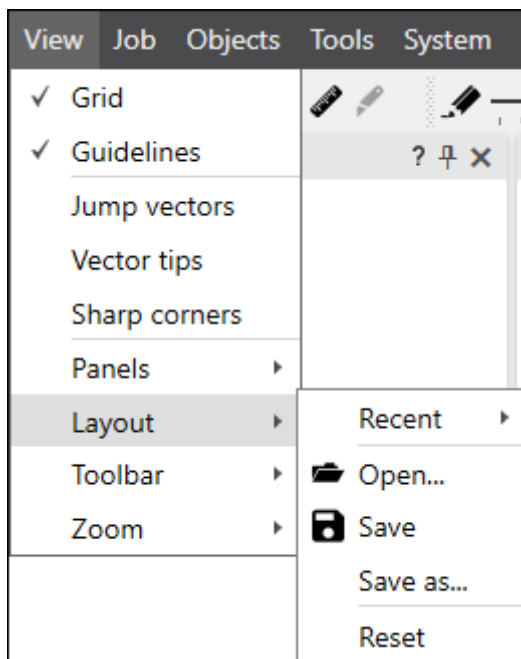 View Job Objects Tools System
Grid
Guidelines
?
Jump vectors
Vector tips
Sharp corners
Panels
Layout
Recent
Toolbar
Open...
Zoom
Save
Save as...
Reset